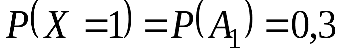 P(X = 1) = P(A₁) = 0,3